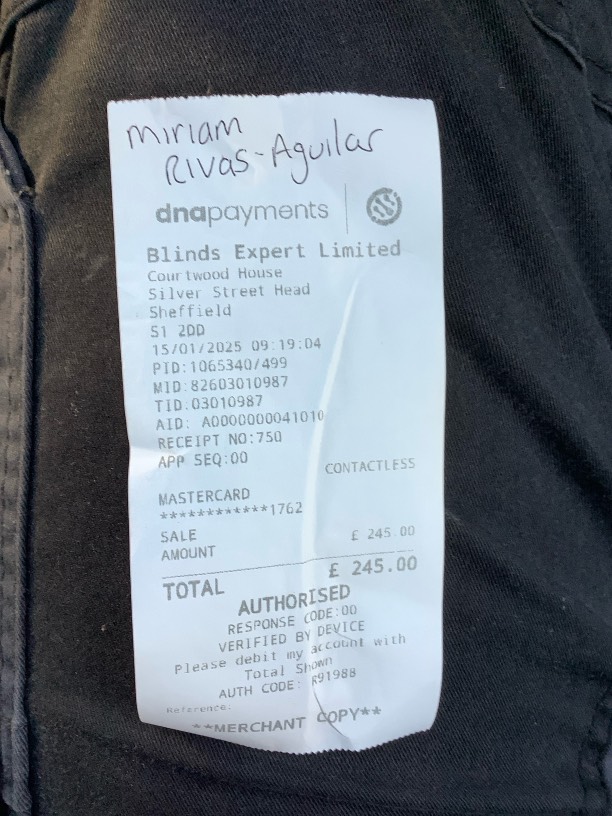 Miriam
Rivas-Aguilar
dnapayments
Blinds Expert Limited
Courtwood House
Silver Street Head
Sheffield
S1 2DD
15/01/2025 09:19:04
PID:1065340/499
MID:82603010987
TID:03010987
AID: A0000000041010
RECEIPT NO:750
APP SEQ:00
CONTACTLESS
MASTERCARD
************1762
SALE
AMOUNT £ 245.00
TOTAL £ 245.00
AUTHORISED
RESPONSE CODE:00
VERIFIED BY DEVICE
Please debit my account with
Total Shown
AUTH CODE: R91988
Reference:
**MERCHANT COPY**